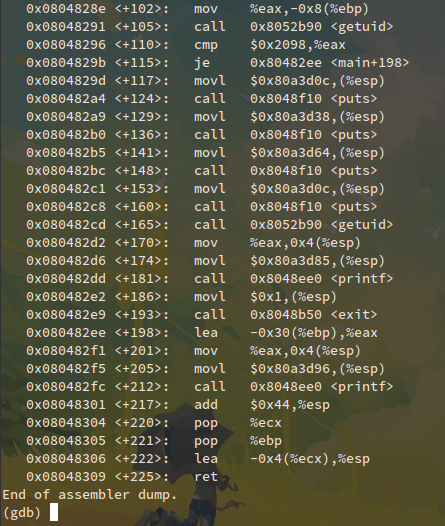 0x0804828e <+102>: mov %eax,-0x8(%ebp)
0x08048291 <+105>: call 0x8052b90 <getuid>
0x08048296 <+110>: cmp $0x2098,%eax
0x0804829b <+115>: je 0x80482ee <main+198>
0x0804829d <+117>: movl $0x80a3d0c,(%esp)
0x080482a4 <+124>: call 0x8048f10 <puts>
0x080482a9 <+129>: movl $0x80a3d38,(%esp)
0x080482b0 <+136>: call 0x8048f10 <puts>
0x080482b5 <+141>: movl $0x80a3d64,(%esp)
0x080482bc <+148>: call 0x8048f10 <puts>
0x080482c1 <+153>: movl $0x80a3d0c,(%esp)
0x080482c8 <+160>: call 0x8048f10 <puts>
0x080482cd <+165>: call 0x8052b90 <getuid>
0x080482d2 <+170>: mov %eax,0x4(%esp)
0x080482d6 <+174>: movl $0x80a3d85,(%esp)
0x080482dd <+181>: call 0x8048ee0 <printf>
0x080482e2 <+186>: movl $0x1,(%esp)
0x080482e9 <+193>: call 0x8048b50 <exit>
0x080482ee <+198>: lea -0x30(%ebp),%eax
0x080482f1 <+201>: mov %eax,0x4(%esp)
0x080482f5 <+205>: movl $0x80a3d96,(%esp)
0x080482fc <+212>: call 0x8048ee0 <printf>
0x08048301 <+217>: add $0x44,%esp
0x08048304 <+220>: pop %ecx
0x08048305 <+221>: pop %ebp
0x08048306 <+222>: lea -0x4(%ecx),%esp
0x08048309 <+225>: ret
End of assembler dump.
(gdb)